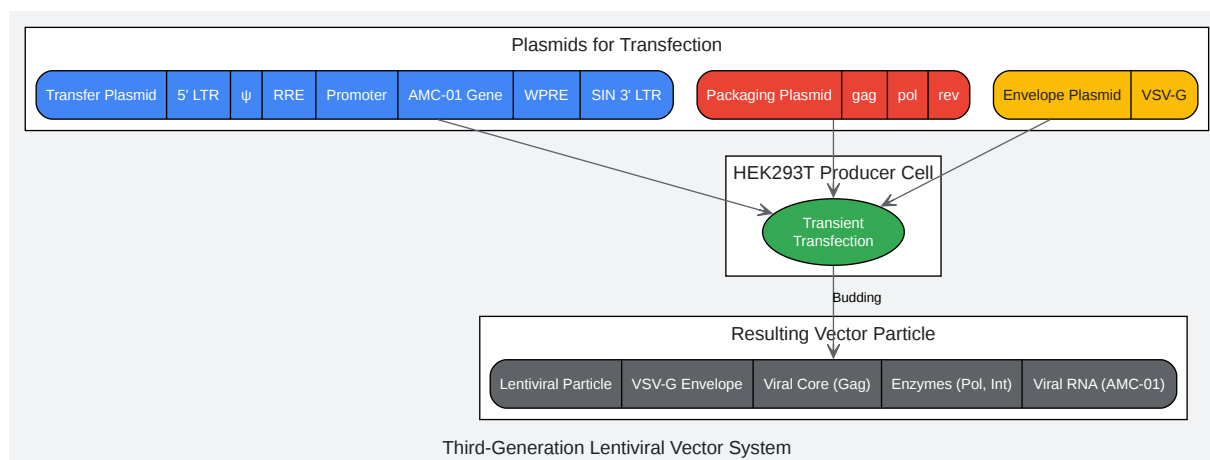 Plasmids for Transfection
Transfer Plasmid
5' LTR
ψ
RRE
Promoter
AMC-01 Gene
WPRE
SIN 3' LTR
Packaging Plasmid
gag
pol
rev
Envelope Plasmid
VSV-G
HEK293T Producer Cell
Transient
Transfection
Budding
Resulting Vector Particle
Lentiviral Particle
VSV-G Envelope
Viral Core (Gag)
Enzymes (Pol, Int)
Viral RNA (AMC-01)
Third-Generation Lentiviral Vector System